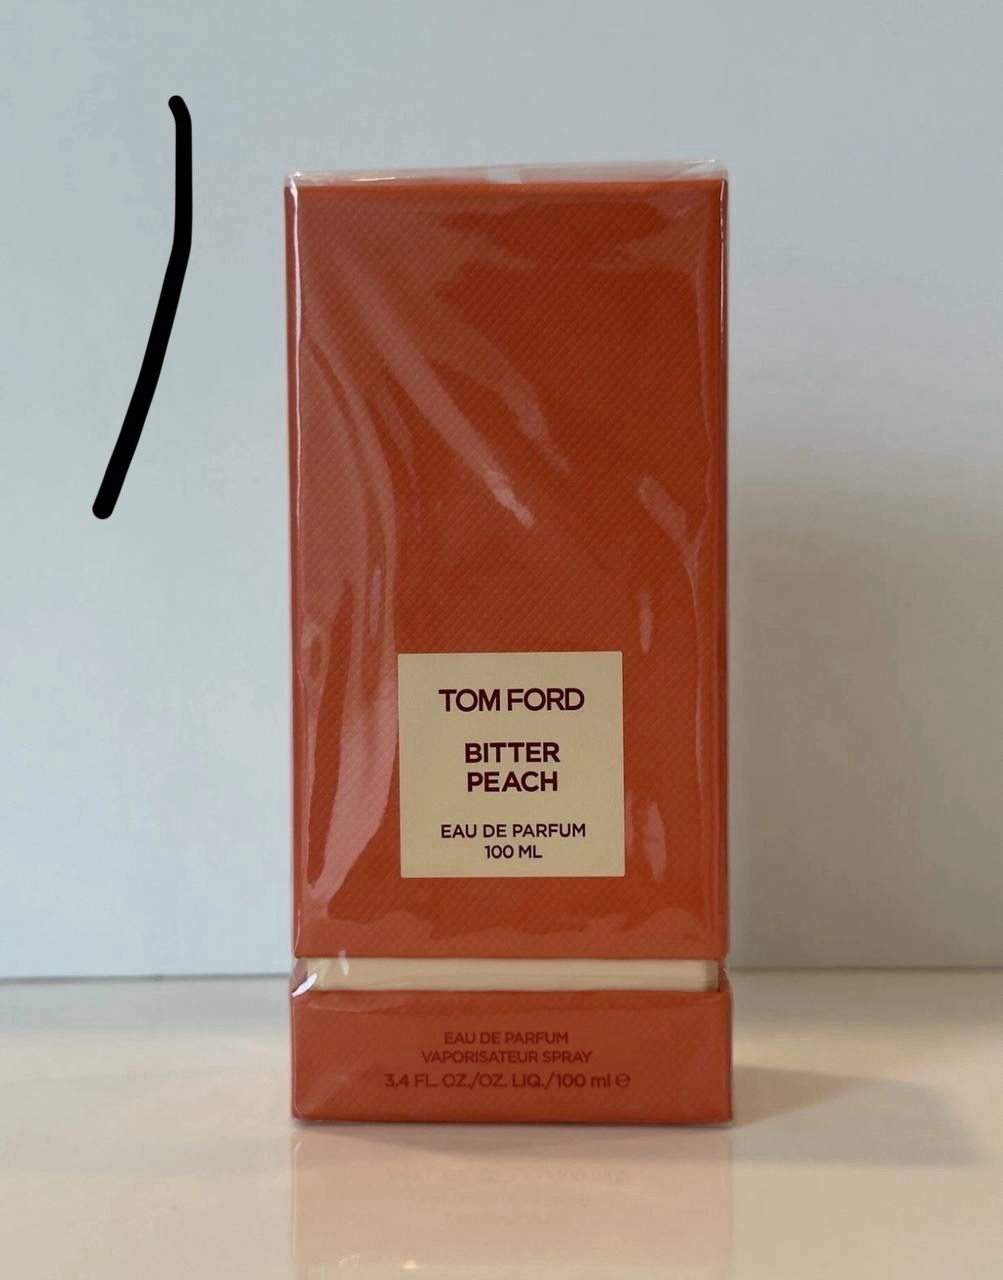 TOM FORD
BITTER
PEACH
EAU DE PARFUM
100 ML
EAU DE PARFUM
VAPORISATEUR SPRAY
3.4 FL. OZ./OZ. LIQ./100 ml ℮